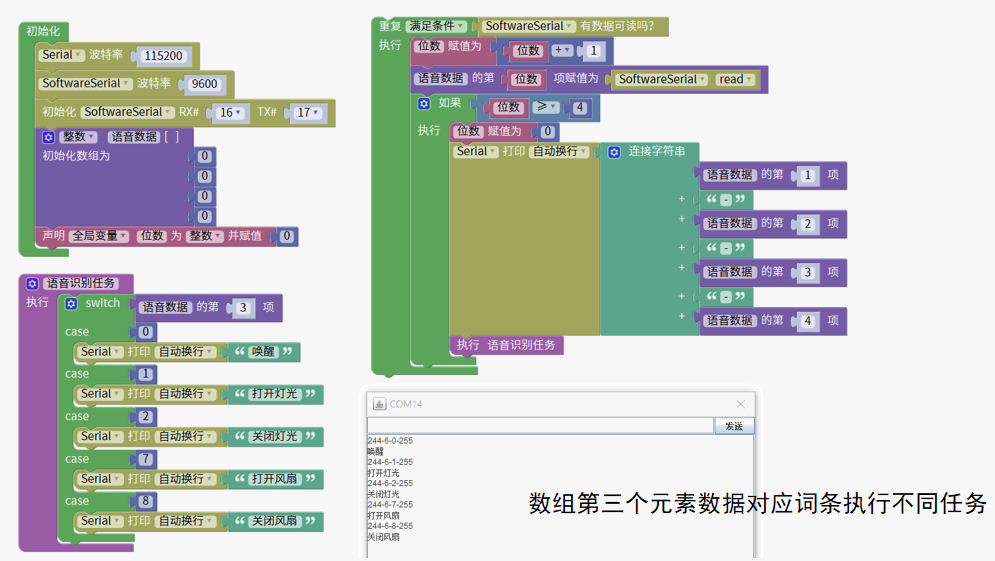 初始化
Serial 波特率 115200
SoftwareSerial 波特率 9600
初始化 SoftwareSerial RX# 16 TX# 17
整数 语音数据 [ ]
初始化数组为 0
0
0
0
声明 全局变量 位数 为 整数 并赋值 0
语音识别任务
执行 switch 语音数据 的第 3 项
case 0
Serial 打印 自动换行 “ 唤醒 ”
case 1
Serial 打印 自动换行 “ 打开灯光 ”
case 2
Serial 打印 自动换行 “ 关闭灯光 ”
case 7
Serial 打印 自动换行 “ 打开风扇 ”
case 8
Serial 打印 自动换行 “ 关闭风扇 ”
重复 满足条件 SoftwareSerial 有数据可读吗?
执行 位数 赋值为 位数 + 1
语音数据 的第 位数 项赋值为 SoftwareSerial read
如果 位数 ≥ 4
执行 位数 赋值为 0
Serial 打印 自动换行 连接字符串
语音数据 的第 1 项
+ “ - ”
+ 语音数据 的第 2 项
+ “ - ”
+ 语音数据 的第 3 项
+ “ - ”
+ 语音数据 的第 4 项
执行 语音识别任务
COM14
发送
244-6-0-255
唤醒
244-6-1-255
打开灯光
244-6-2-255
关闭灯光
244-6-7-255
打开风扇
244-6-8-255
关闭风扇
数组第三个元素数据对应词条执行不同任务